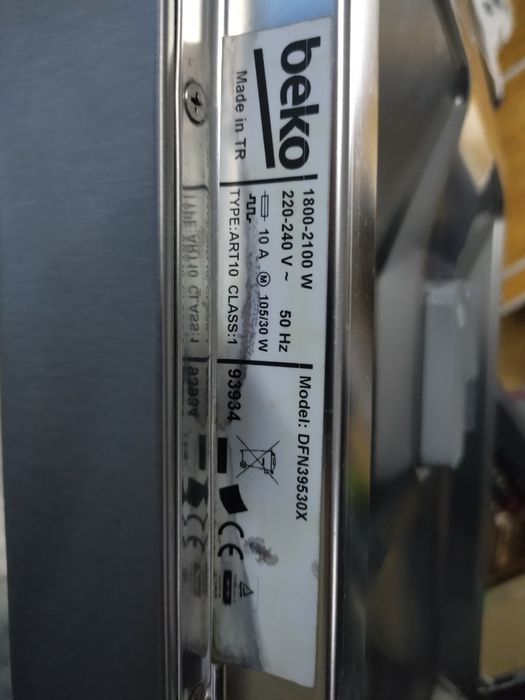 beko
Made in TR
1800-2100 W
220-240 V ~ 50 Hz
10 A M 105/30 W
TYPE:ART10 CLASS:1
Model: DFN39530X
93934
CE